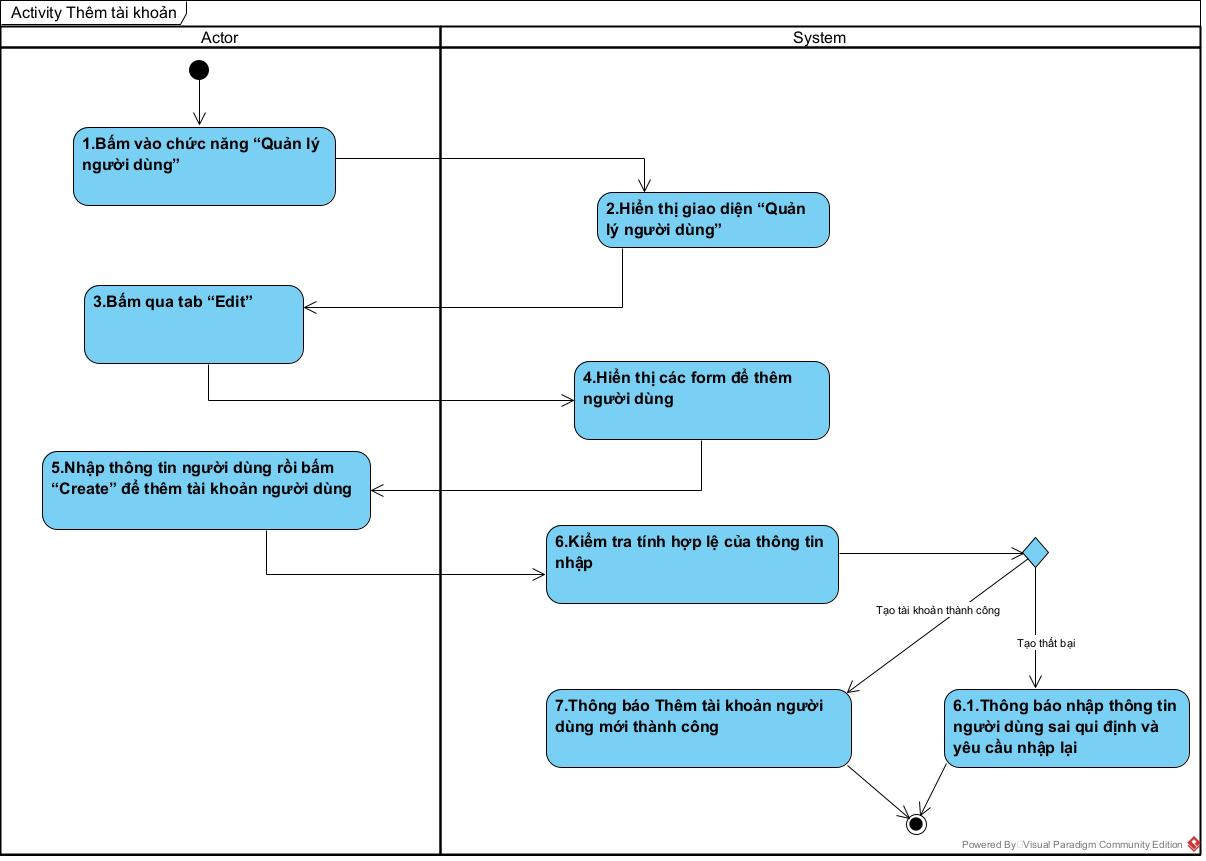 Activity Thêm tài khoản
Actor
System
1.Bấm vào chức năng “Quản lý
người dùng”
2.Hiển thị giao diện “Quản
lý người dùng”
3.Bấm qua tab “Edit”
4.Hiển thị các form để thêm
người dùng
5.Nhập thông tin người dùng rồi bấm
“Create” để thêm tài khoản người dùng
6.Kiểm tra tính hợp lệ của thông tin
nhập
Tạo tài khoản thành công
Tạo thất bại
7.Thông báo Thêm tài khoản người
dùng mới thành công
6.1.Thông báo nhập thông tin
người dùng sai qui định và
yêu cầu nhập lại
Powered By Visual Paradigm Community Edition